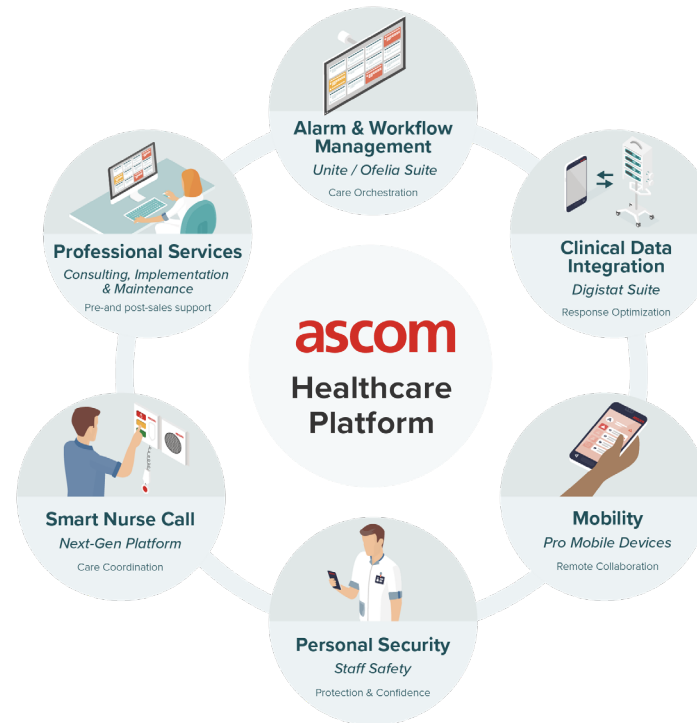 Alarm & Workflow
Management
Unite / Ofelia Suite
Care Orchestration
Clinical Data
Integration
Digistat Suite
Response Optimization
Mobility
Pro Mobile Devices
Remote Collaboration
Personal Security
Staff Safety
Protection & Confidence
Smart Nurse Call
Next-Gen Platform
Care Coordination
Professional Services
Consulting, Implementation
& Maintenance
Pre-and post-sales support
ascom
Healthcare
Platform